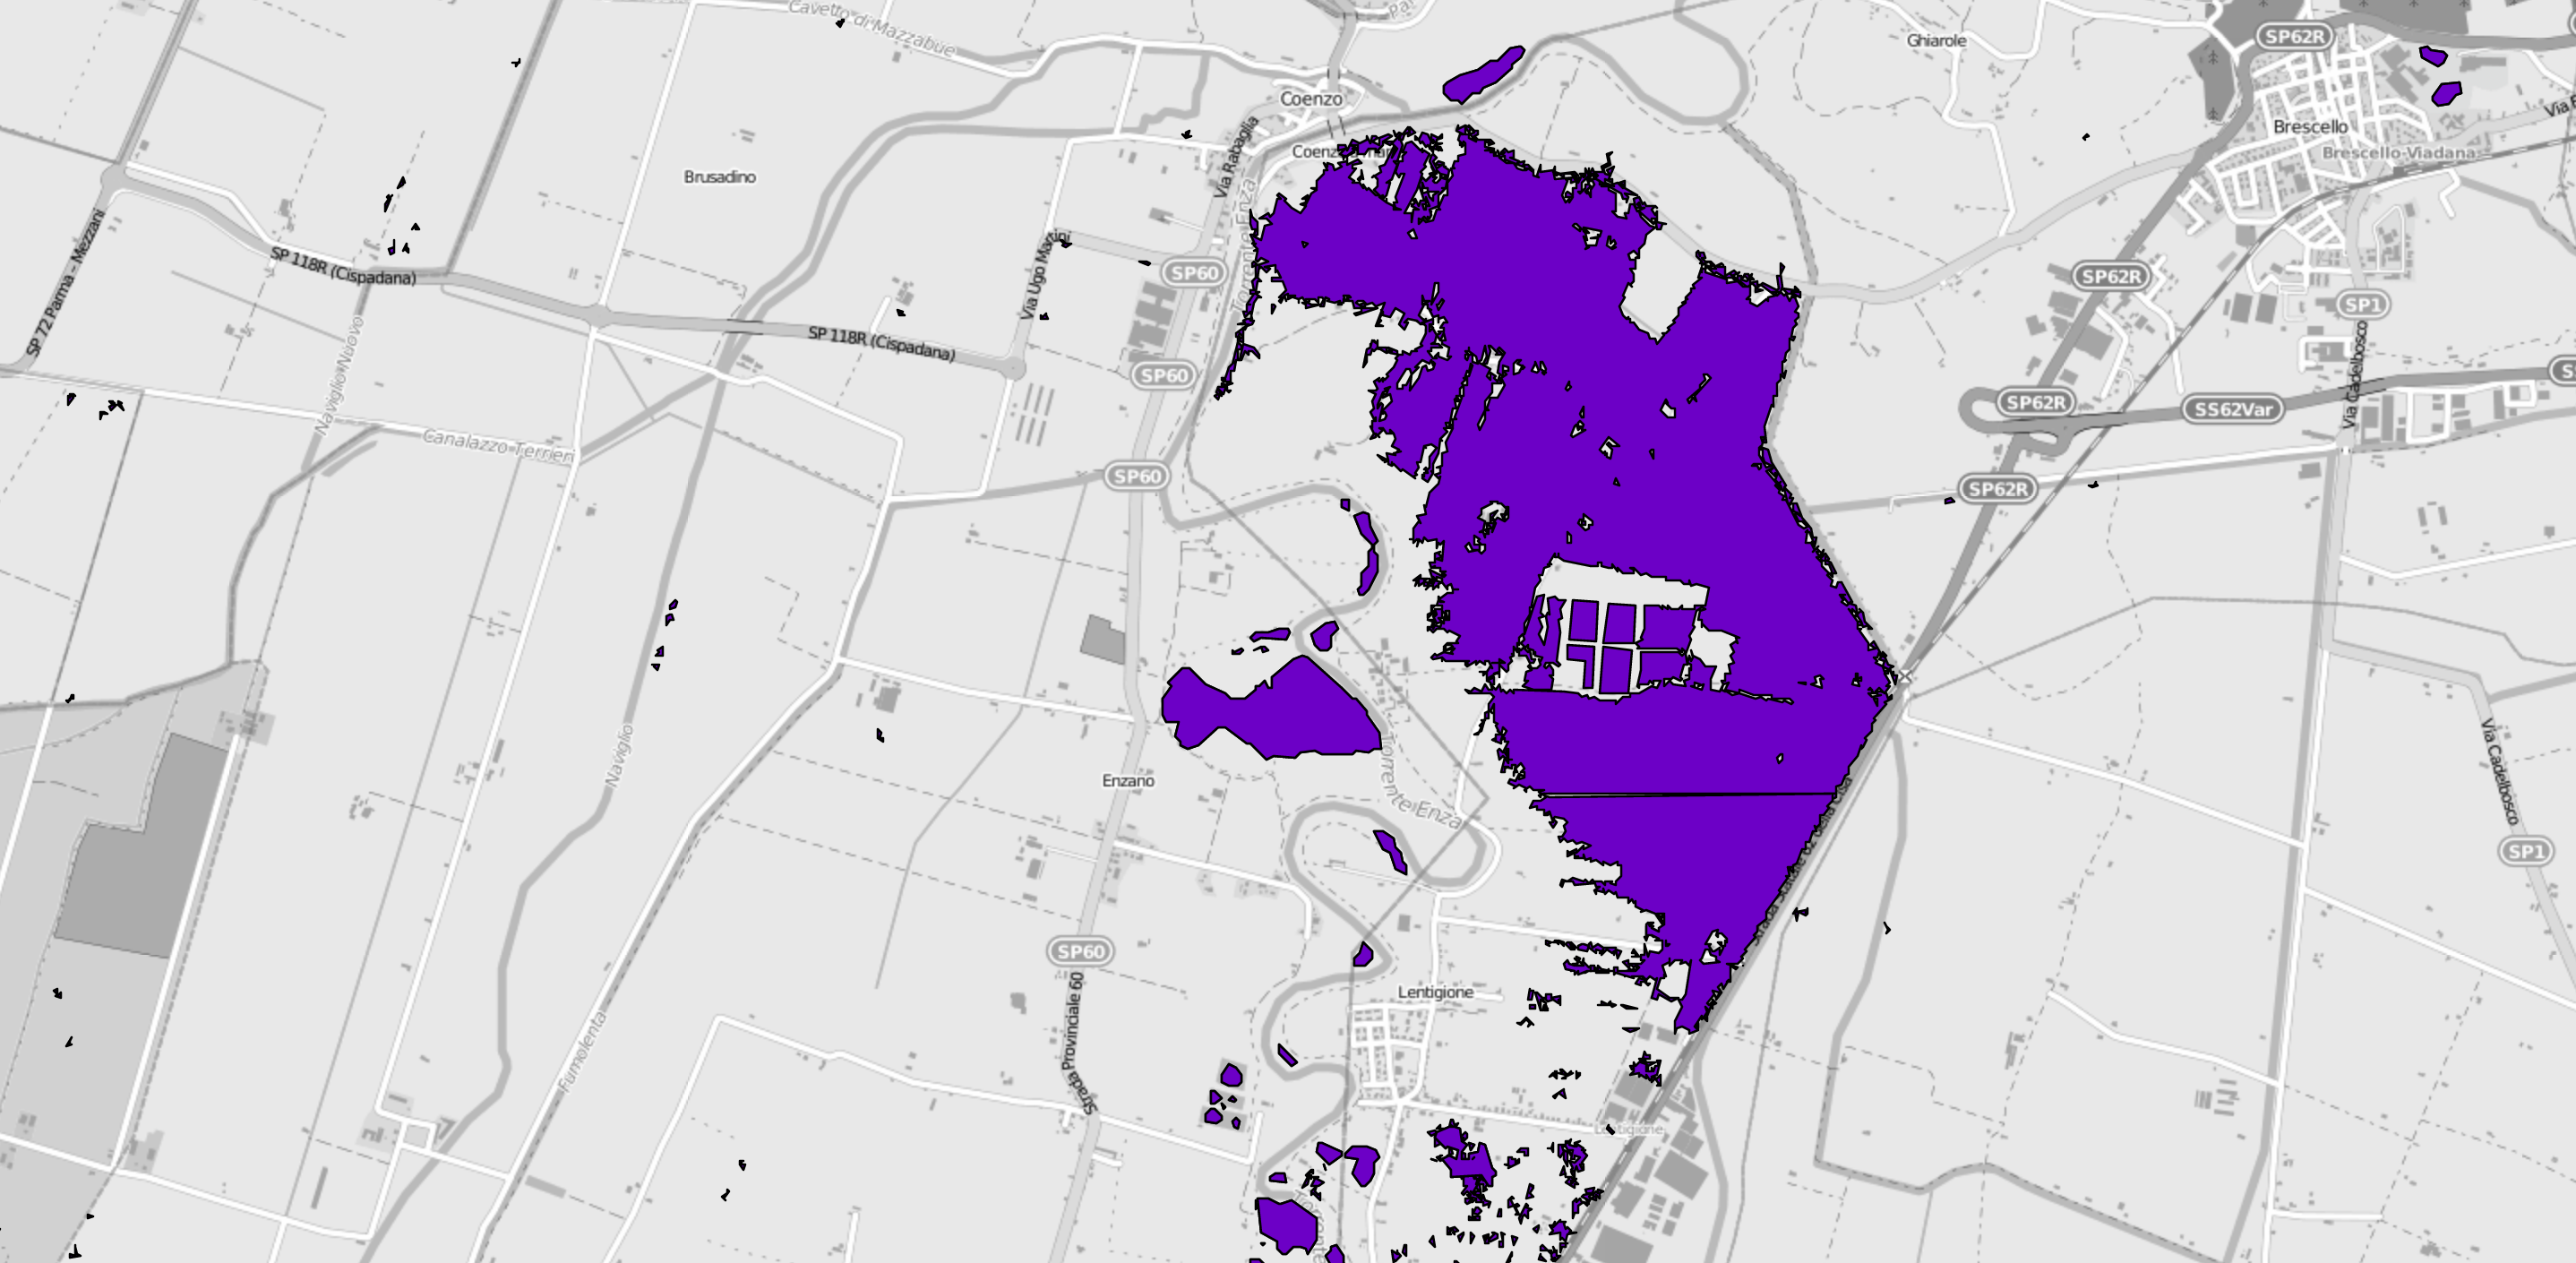 Cavetto di Mazzabue
Ghiarole
SP62R
Coenzo
Via Rabaglia
Brescello
Brescello-Viadana
Brusadino
SP 72 Parma - Mezzani
SP 118R (Cispadana)
Via Ugo Martini
SP60
Torrente Enza
SP62R
SP1
Via Cadelbosco
SP 118R (Cispadana)
Naviglio Nuovo
SP60
SP62R
SS62Var
Canalazzo Terrieri
SP60
SP62R
Naviglio
Enzano
Torrente Enza
Via Cadelbosco
SP1
SP60
Lentigione
Strada Provinciale 60
Fumolenta
Lentigione